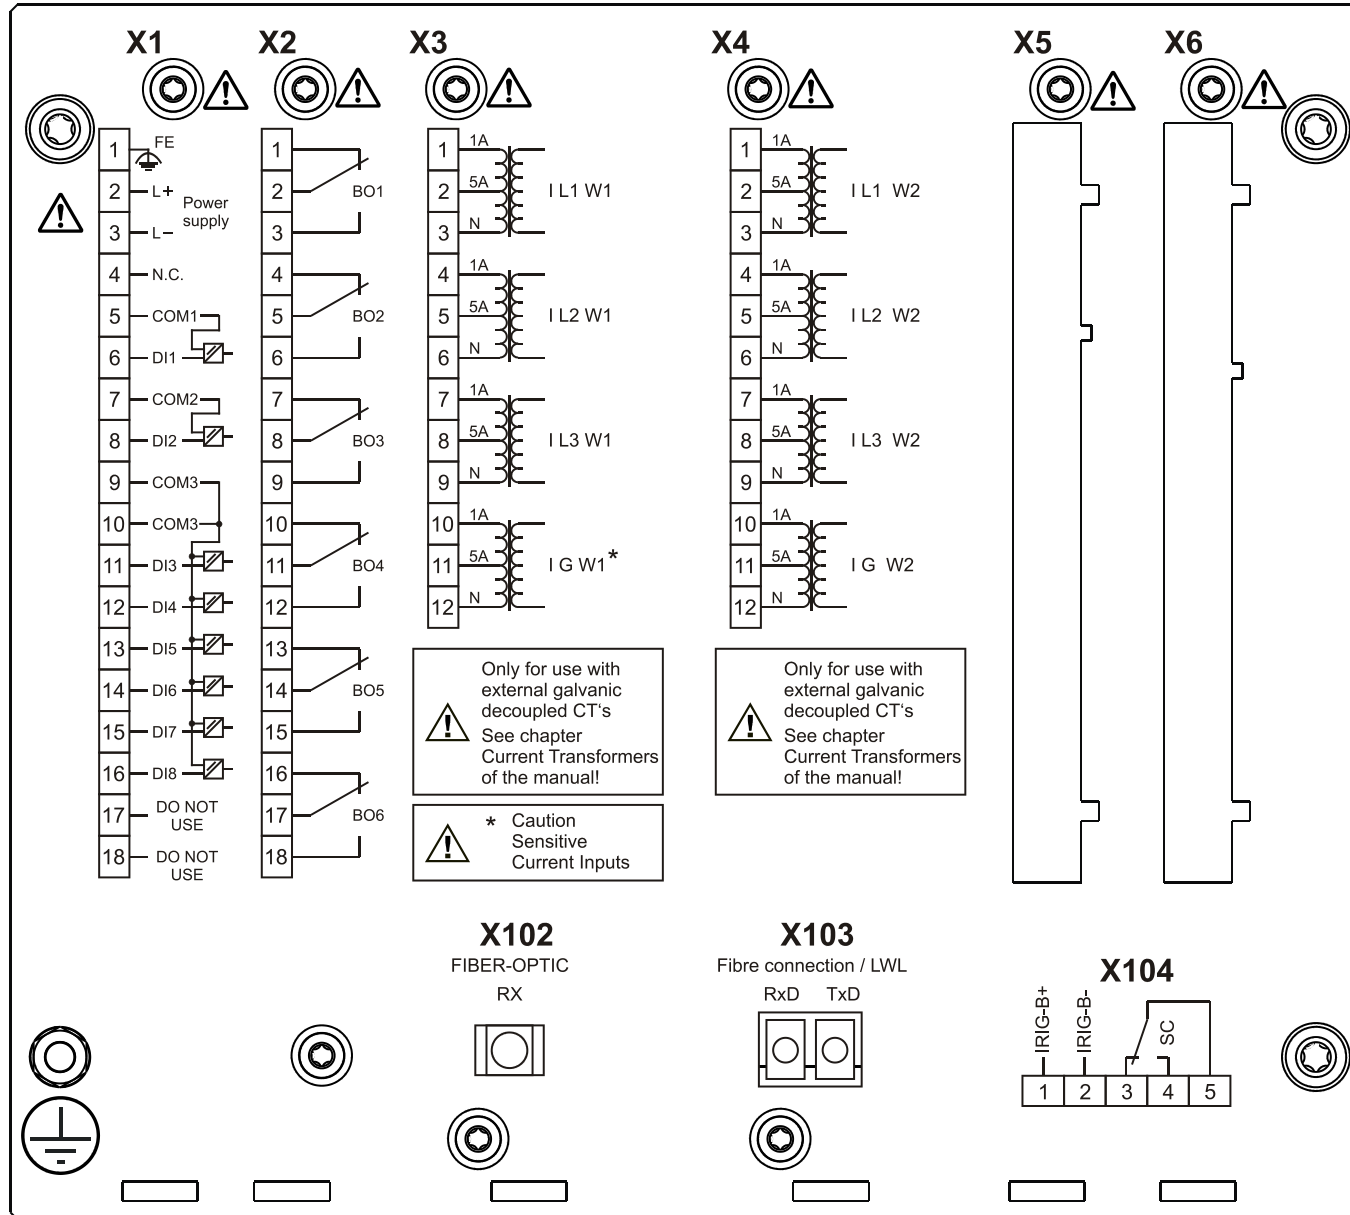 X1
X2
X3
X4
X5
X6
1 FE
2 L+
Power
supply
3 L−
4 N.C.
5 COM1
6 DI1
7 COM2
8 DI2
9 COM3
10 COM3
11 DI3
12 DI4
13 DI5
14 DI6
15 DI7
16 DI8
17 DO NOT
USE
18 DO NOT
USE
1
2 BO1
3
4
5 BO2
6
7
8 BO3
9
10
11 BO4
12
13
14 BO5
15
16
17 BO6
18
1 1A
2 5A I L1 W1
3 N
4 1A
5 5A I L2 W1
6 N
7 1A
8 5A I L3 W1
9 N
10 1A
11 5A I G W1*
12 N
Only for use with
external galvanic
decoupled CT‘s
See chapter
Current Transformers
of the manual!
* Caution
Sensitive
Current Inputs
1 1A
2 5A I L1 W2
3 N
4 1A
5 5A I L2 W2
6 N
7 1A
8 5A I L3 W2
9 N
10 1A
11 5A I G W2
12 N
Only for use with
external galvanic
decoupled CT‘s
See chapter
Current Transformers
of the manual!
X102
FIBER-OPTIC
RX
X103
Fibre connection / LWL
RxD TxD
X104
IRIG-B+
IRIG-B-
SC
1 2 3 4 5